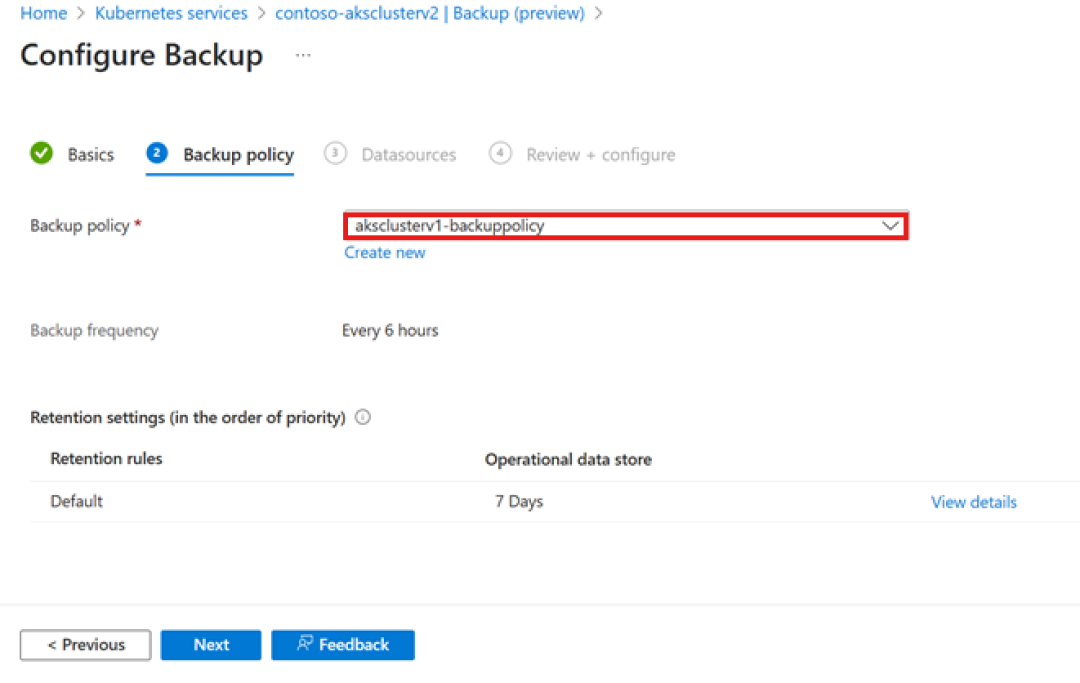 Home > Kubernetes services > contoso-aksclusterv2 | Backup (preview) >
Configure Backup ...
Basics 2 Backup policy 3 Datasources 4 Review + configure
Backup policy * aksclusterv1-backuppolicy
Create new
Backup frequency Every 6 hours
Retention settings (in the order of priority)
Retention rules Operational data store
Default 7 Days View details
< Previous Next Feedback